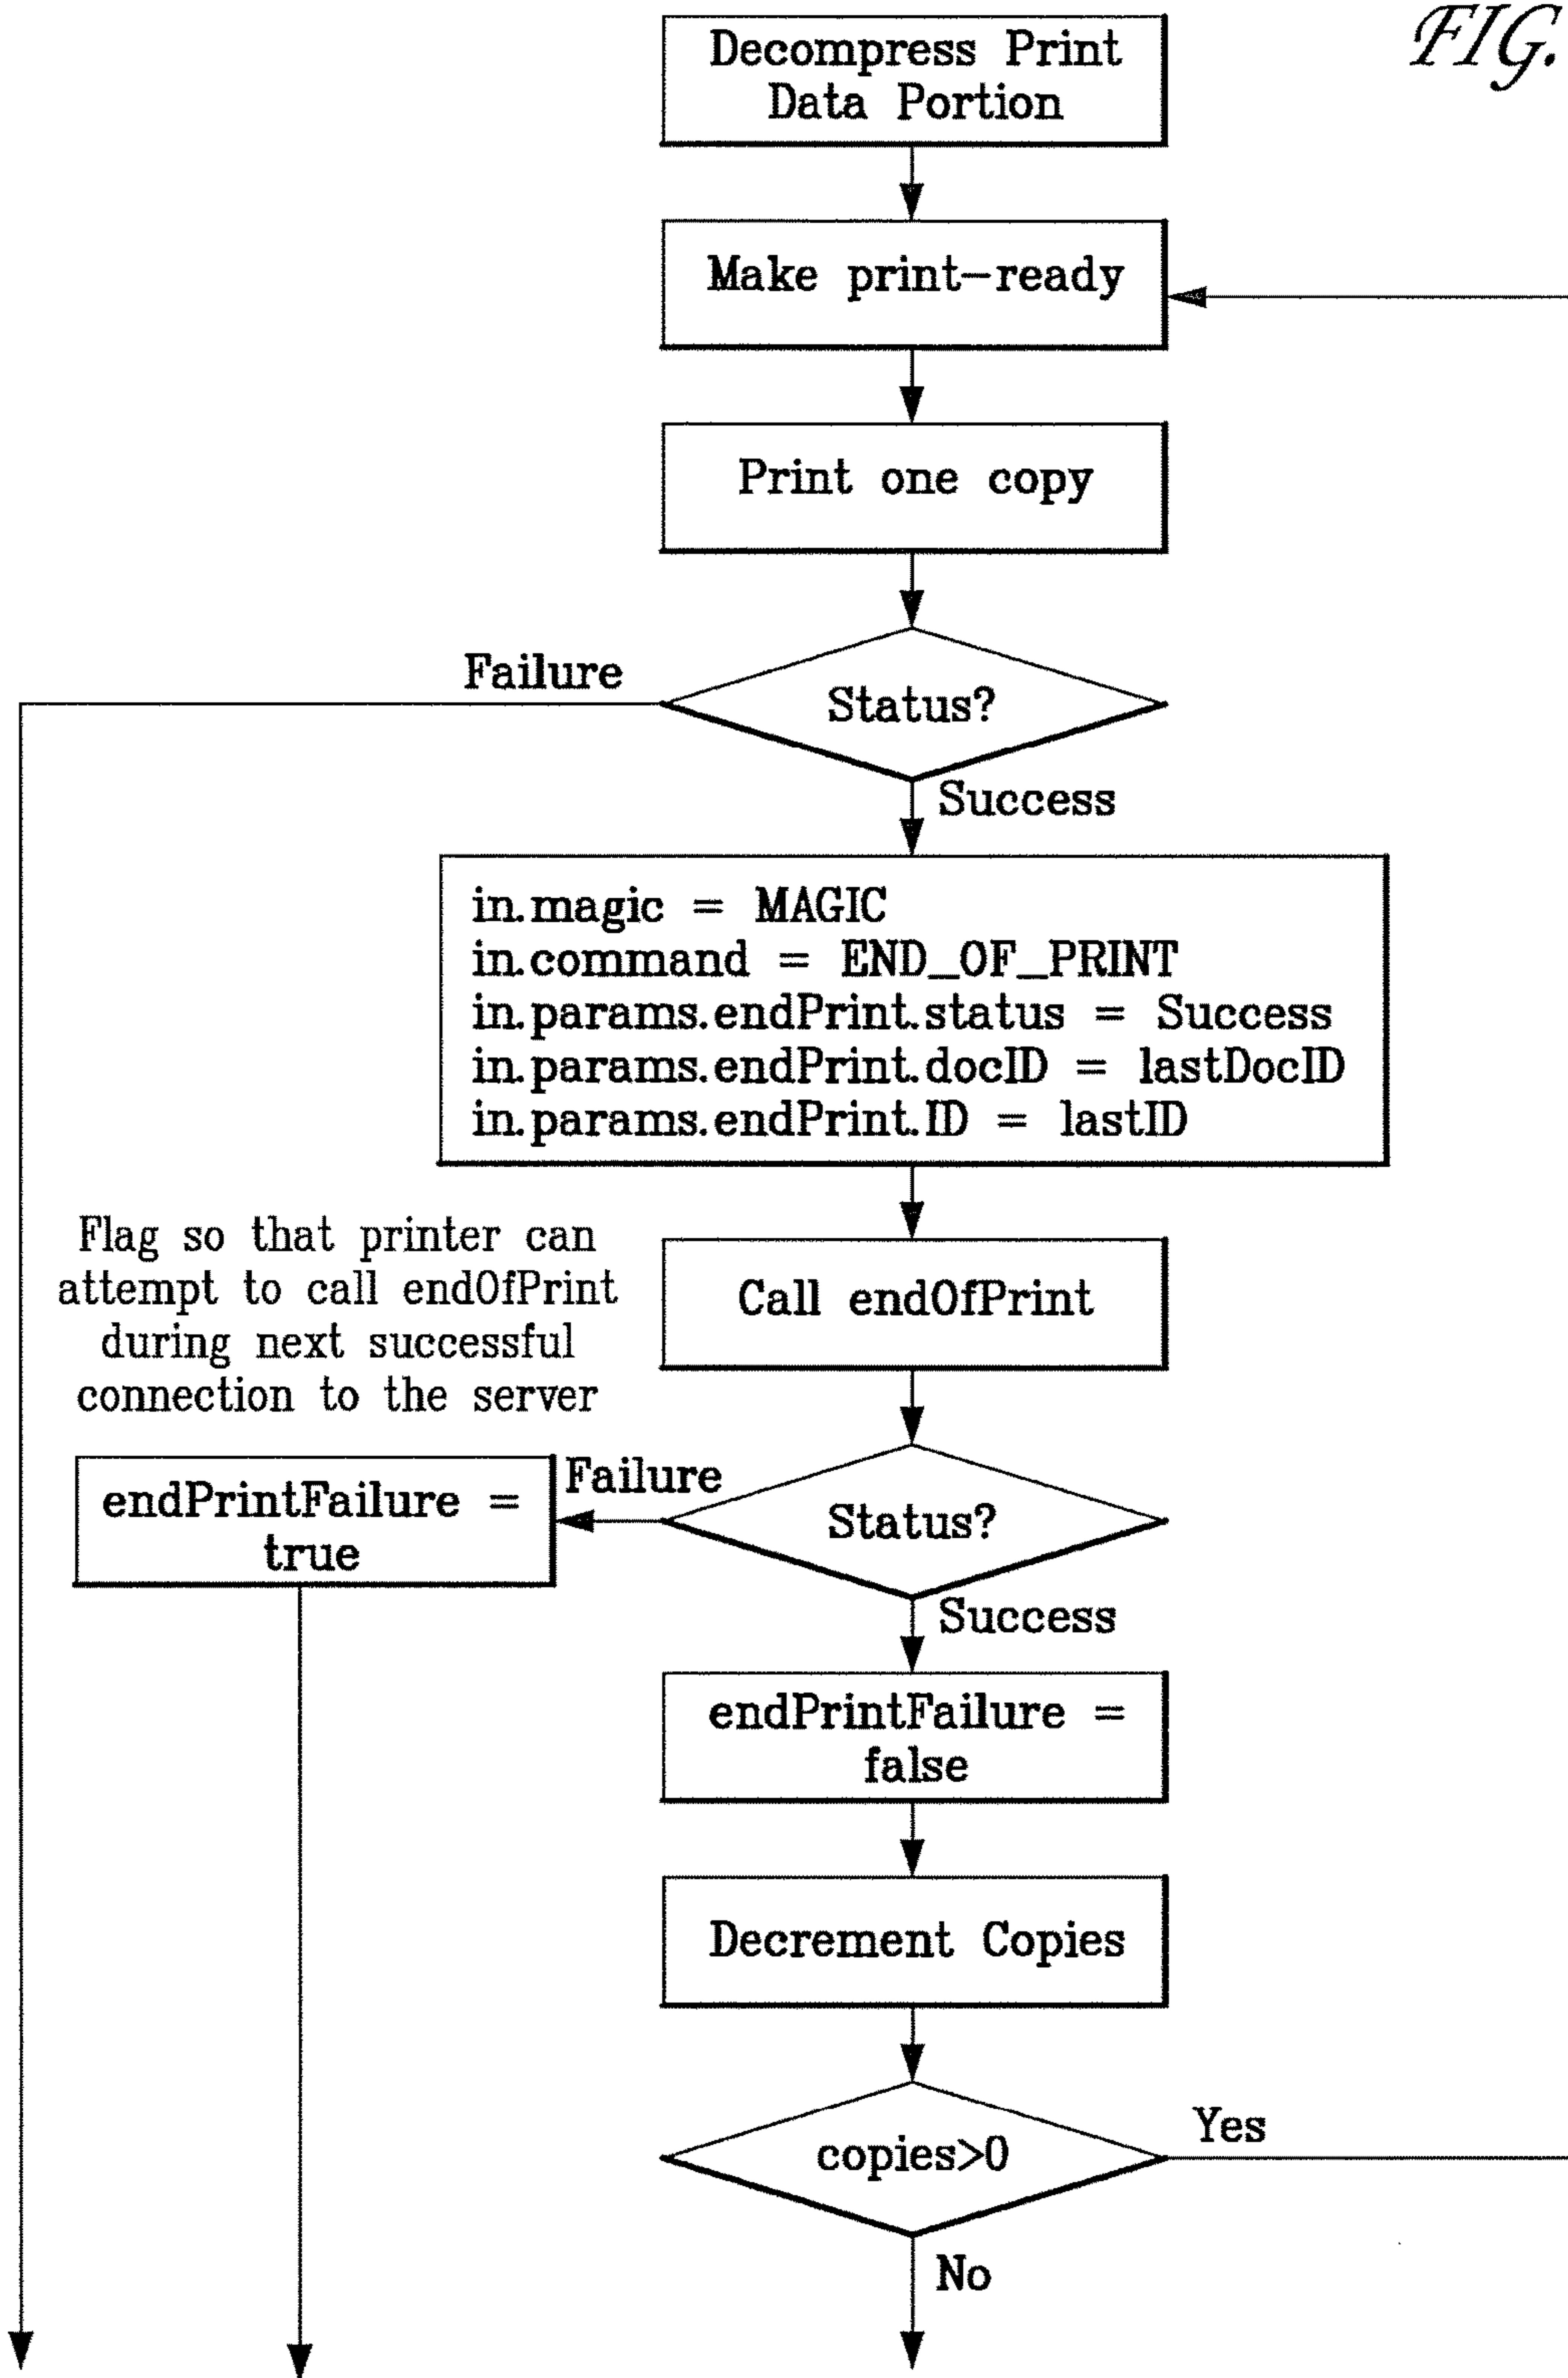 FIG.
Decompress Print
Data Portion
Make print-ready
Print one copy
Failure
Status?
Success
in.magic = MAGIC
in.command = END_OF_PRINT
in.params.endPrint.status = Success
in.params.endPrint.docID = lastDocID
in.params.endPrint.ID = lastID
Flag so that printer can
attempt to call endOfPrint
during next successful
connection to the server
Call endOfPrint
endPrintFailure =
true
Failure
Status?
Success
endPrintFailure =
false
Decrement Copies
copies>0
Yes
No